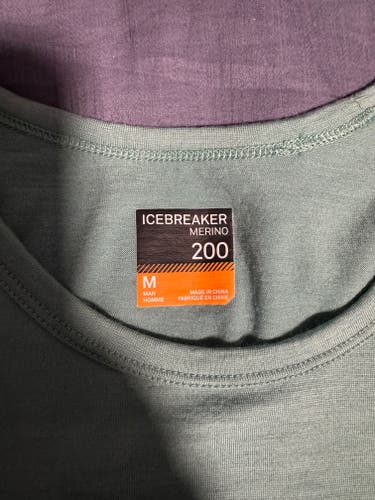 ICEBREAKER
MERINO
200
M
MAN
HOMME
MADE IN CHINA
FABRIQUÉ EN CHINE